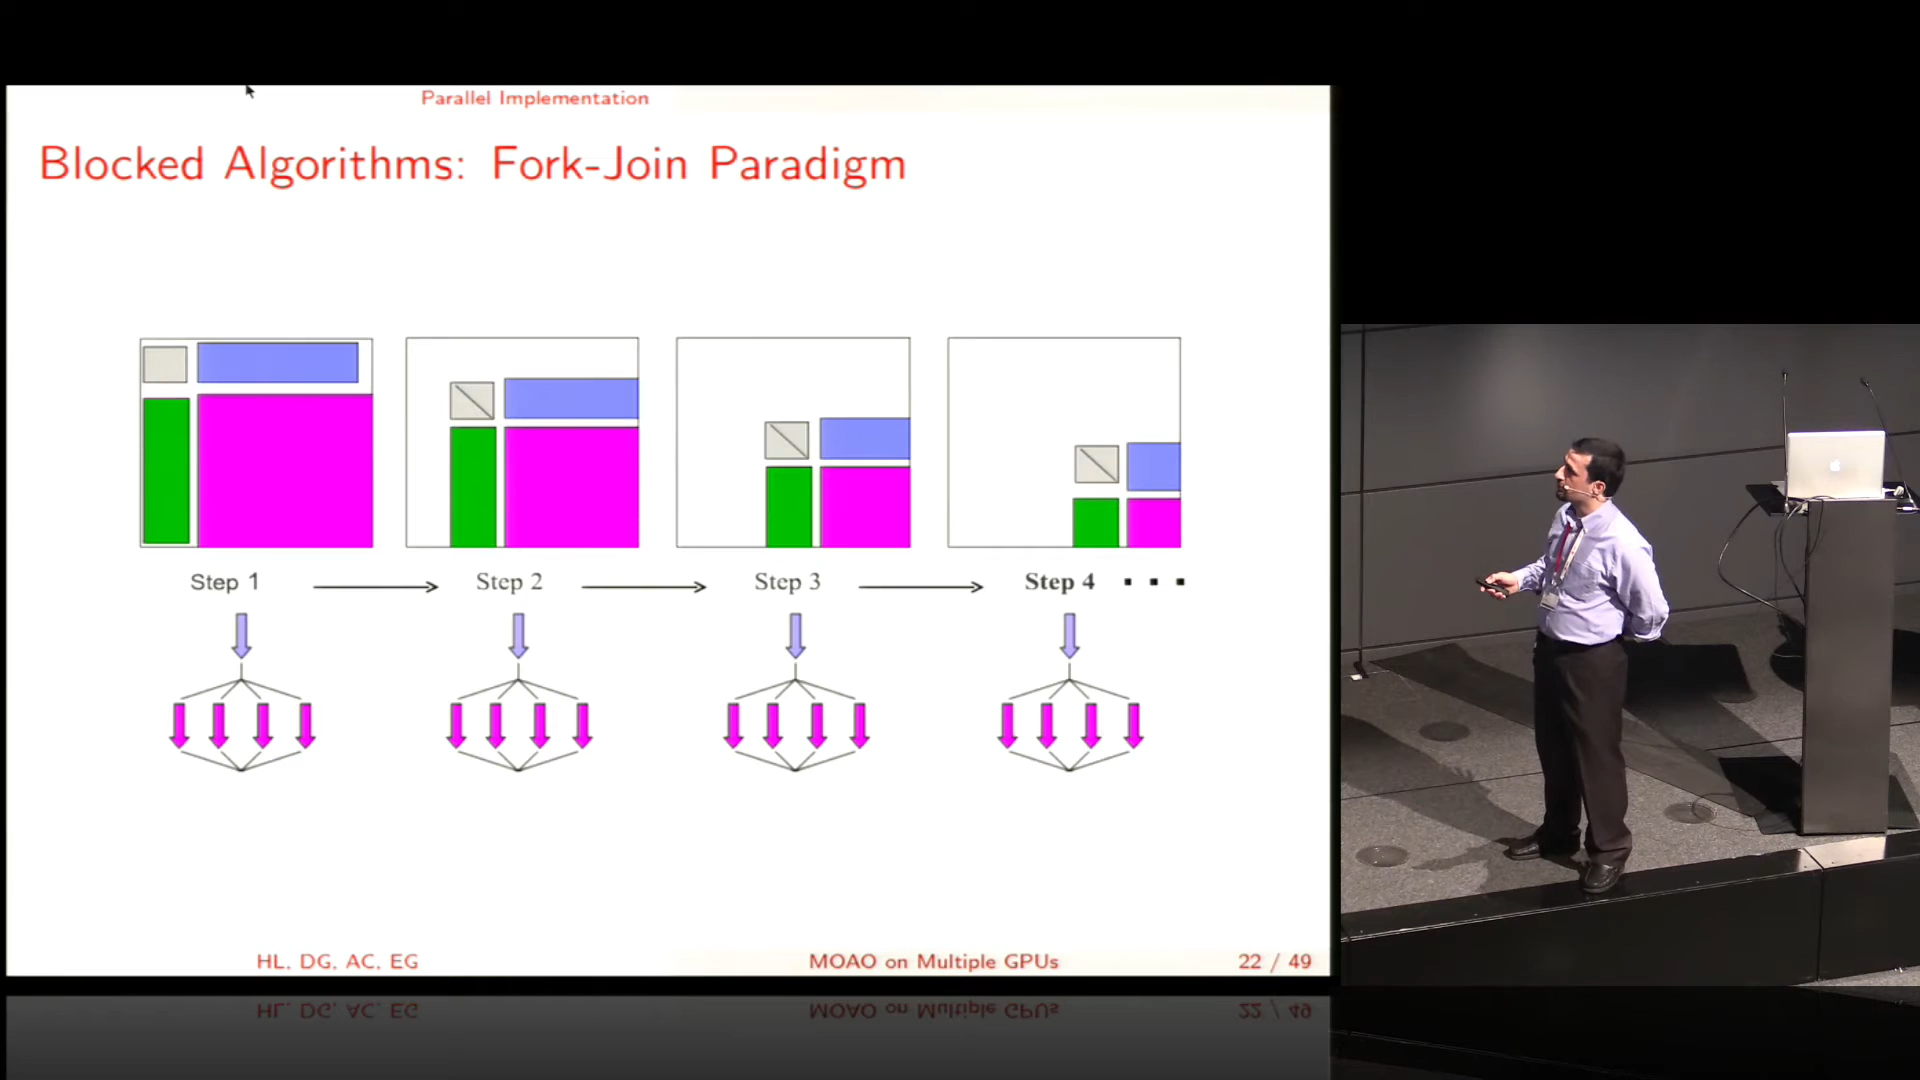 Parallel Implementation
Blocked Algorithms: Fork-Join Paradigm
Step 1
Step 2
Step 3
Step 4 . . .
HL, DG, AC, EG
MOAO on Multiple GPUs
22 / 49